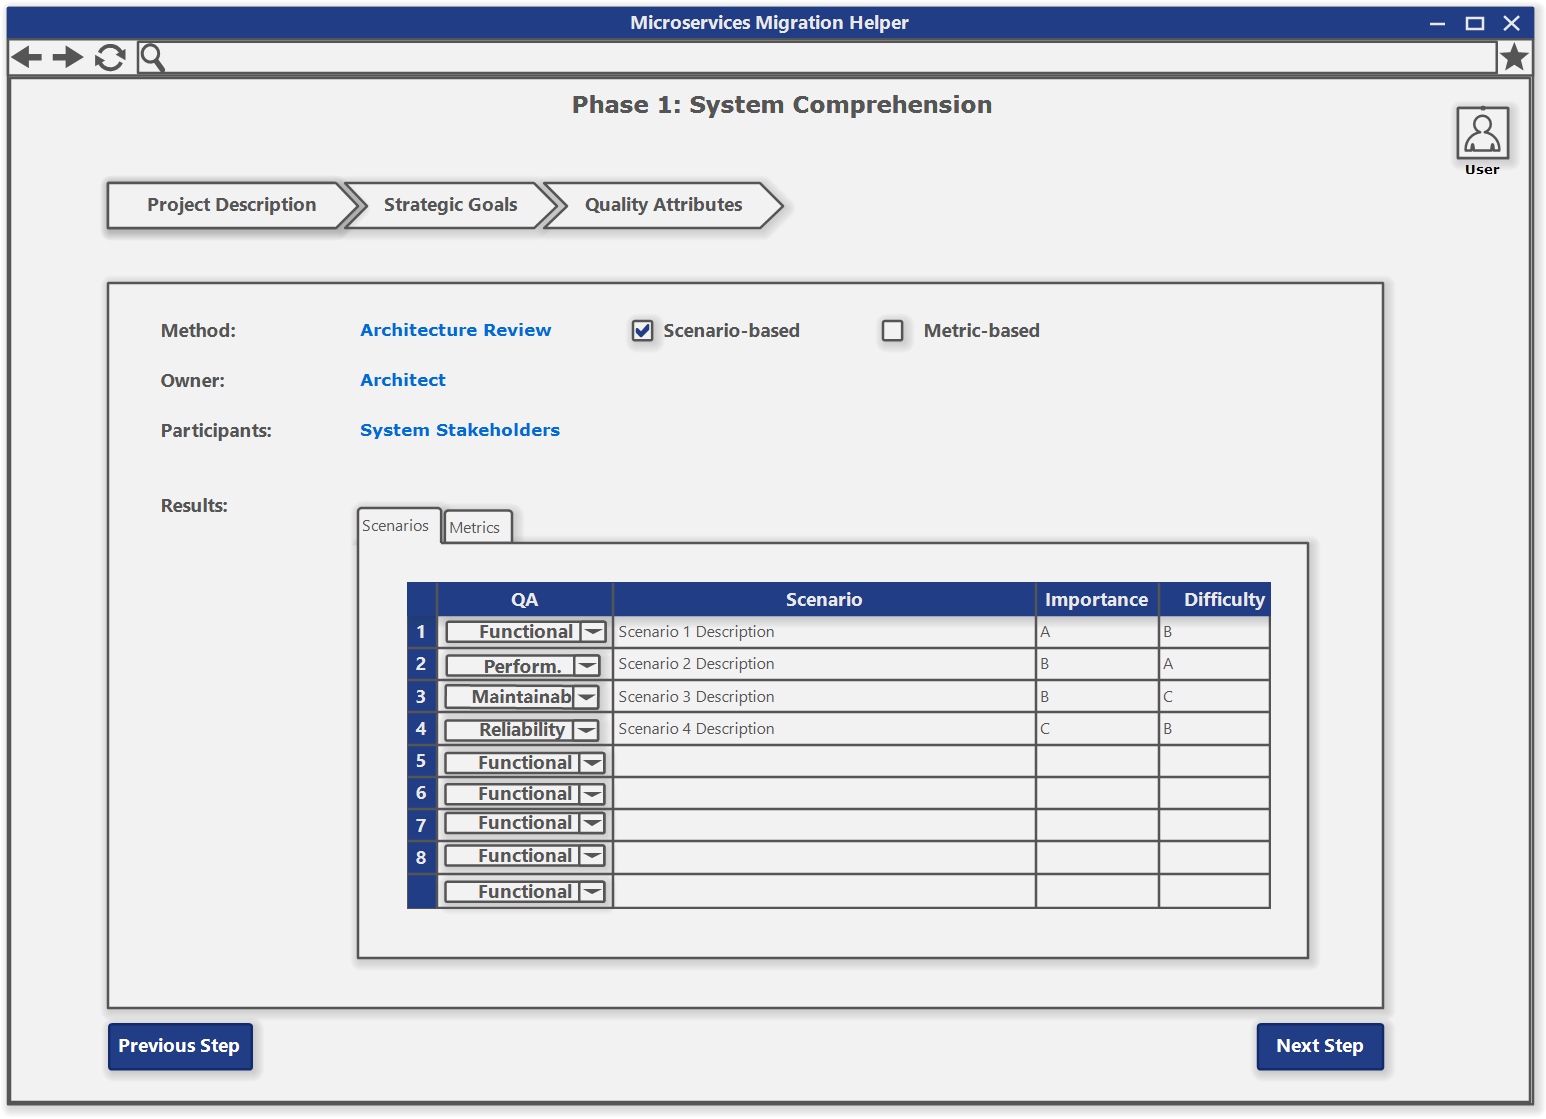 Microservices Migration Helper
Phase 1: System Comprehension
User
Project Description Strategic Goals Quality Attributes
Method: Architecture Review Scenario-based Metric-based
Owner: Architect
Participants: System Stakeholders
Results:
Scenarios Metrics
QA Scenario Importance Difficulty
1 Functional Scenario 1 Description A B
2 Perform. Scenario 2 Description B A
3 Maintainab Scenario 3 Description B C
4 Reliability Scenario 4 Description C B
5 Functional
6 Functional
7 Functional
8 Functional
Functional
Previous Step Next Step